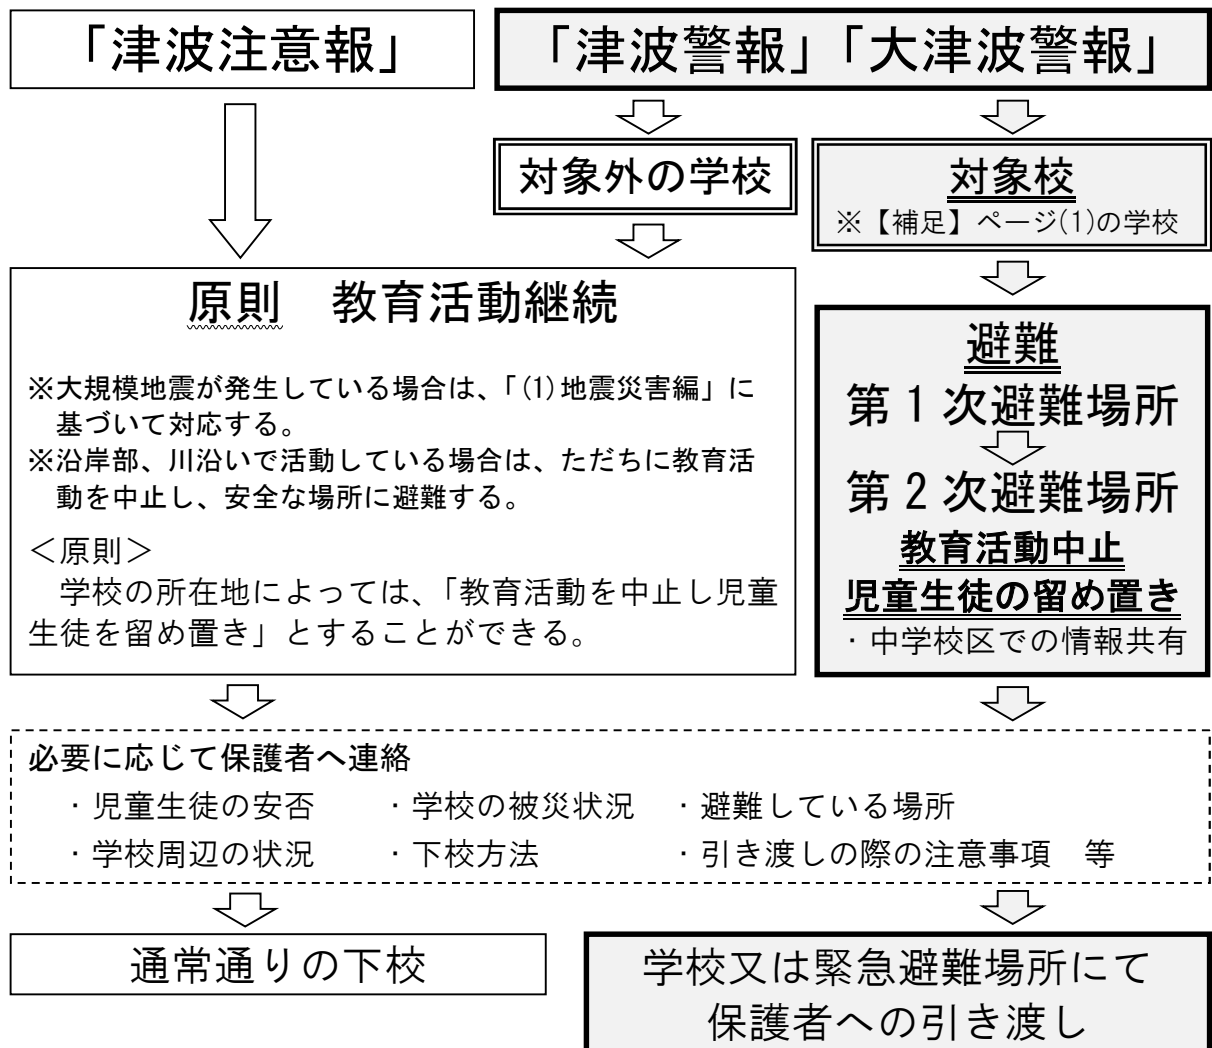 「津波注意報」
「津波警報」「大津波警報」
対象外の学校
対象校
※【補足】ページ(1)の学校
原則　教育活動継続
※大規模地震が発生している場合は、「(1)地震災害編」に
基づいて対応する。
※沿岸部、川沿いで活動している場合は、ただちに教育活
動を中止し、安全な場所に避難する。
＜原則＞
学校の所在地によっては、「教育活動を中止し児童
生徒を留め置き」とすることができる。
避難
第１次避難場所
第２次避難場所
教育活動中止
児童生徒の留め置き
・中学校区での情報共有
必要に応じて保護者へ連絡
・児童生徒の安否　・学校の被災状況　・避難している場所
・学校周辺の状況　・下校方法　・引き渡しの際の注意事項　等
通常通りの下校
学校又は緊急避難場所にて
保護者への引き渡し